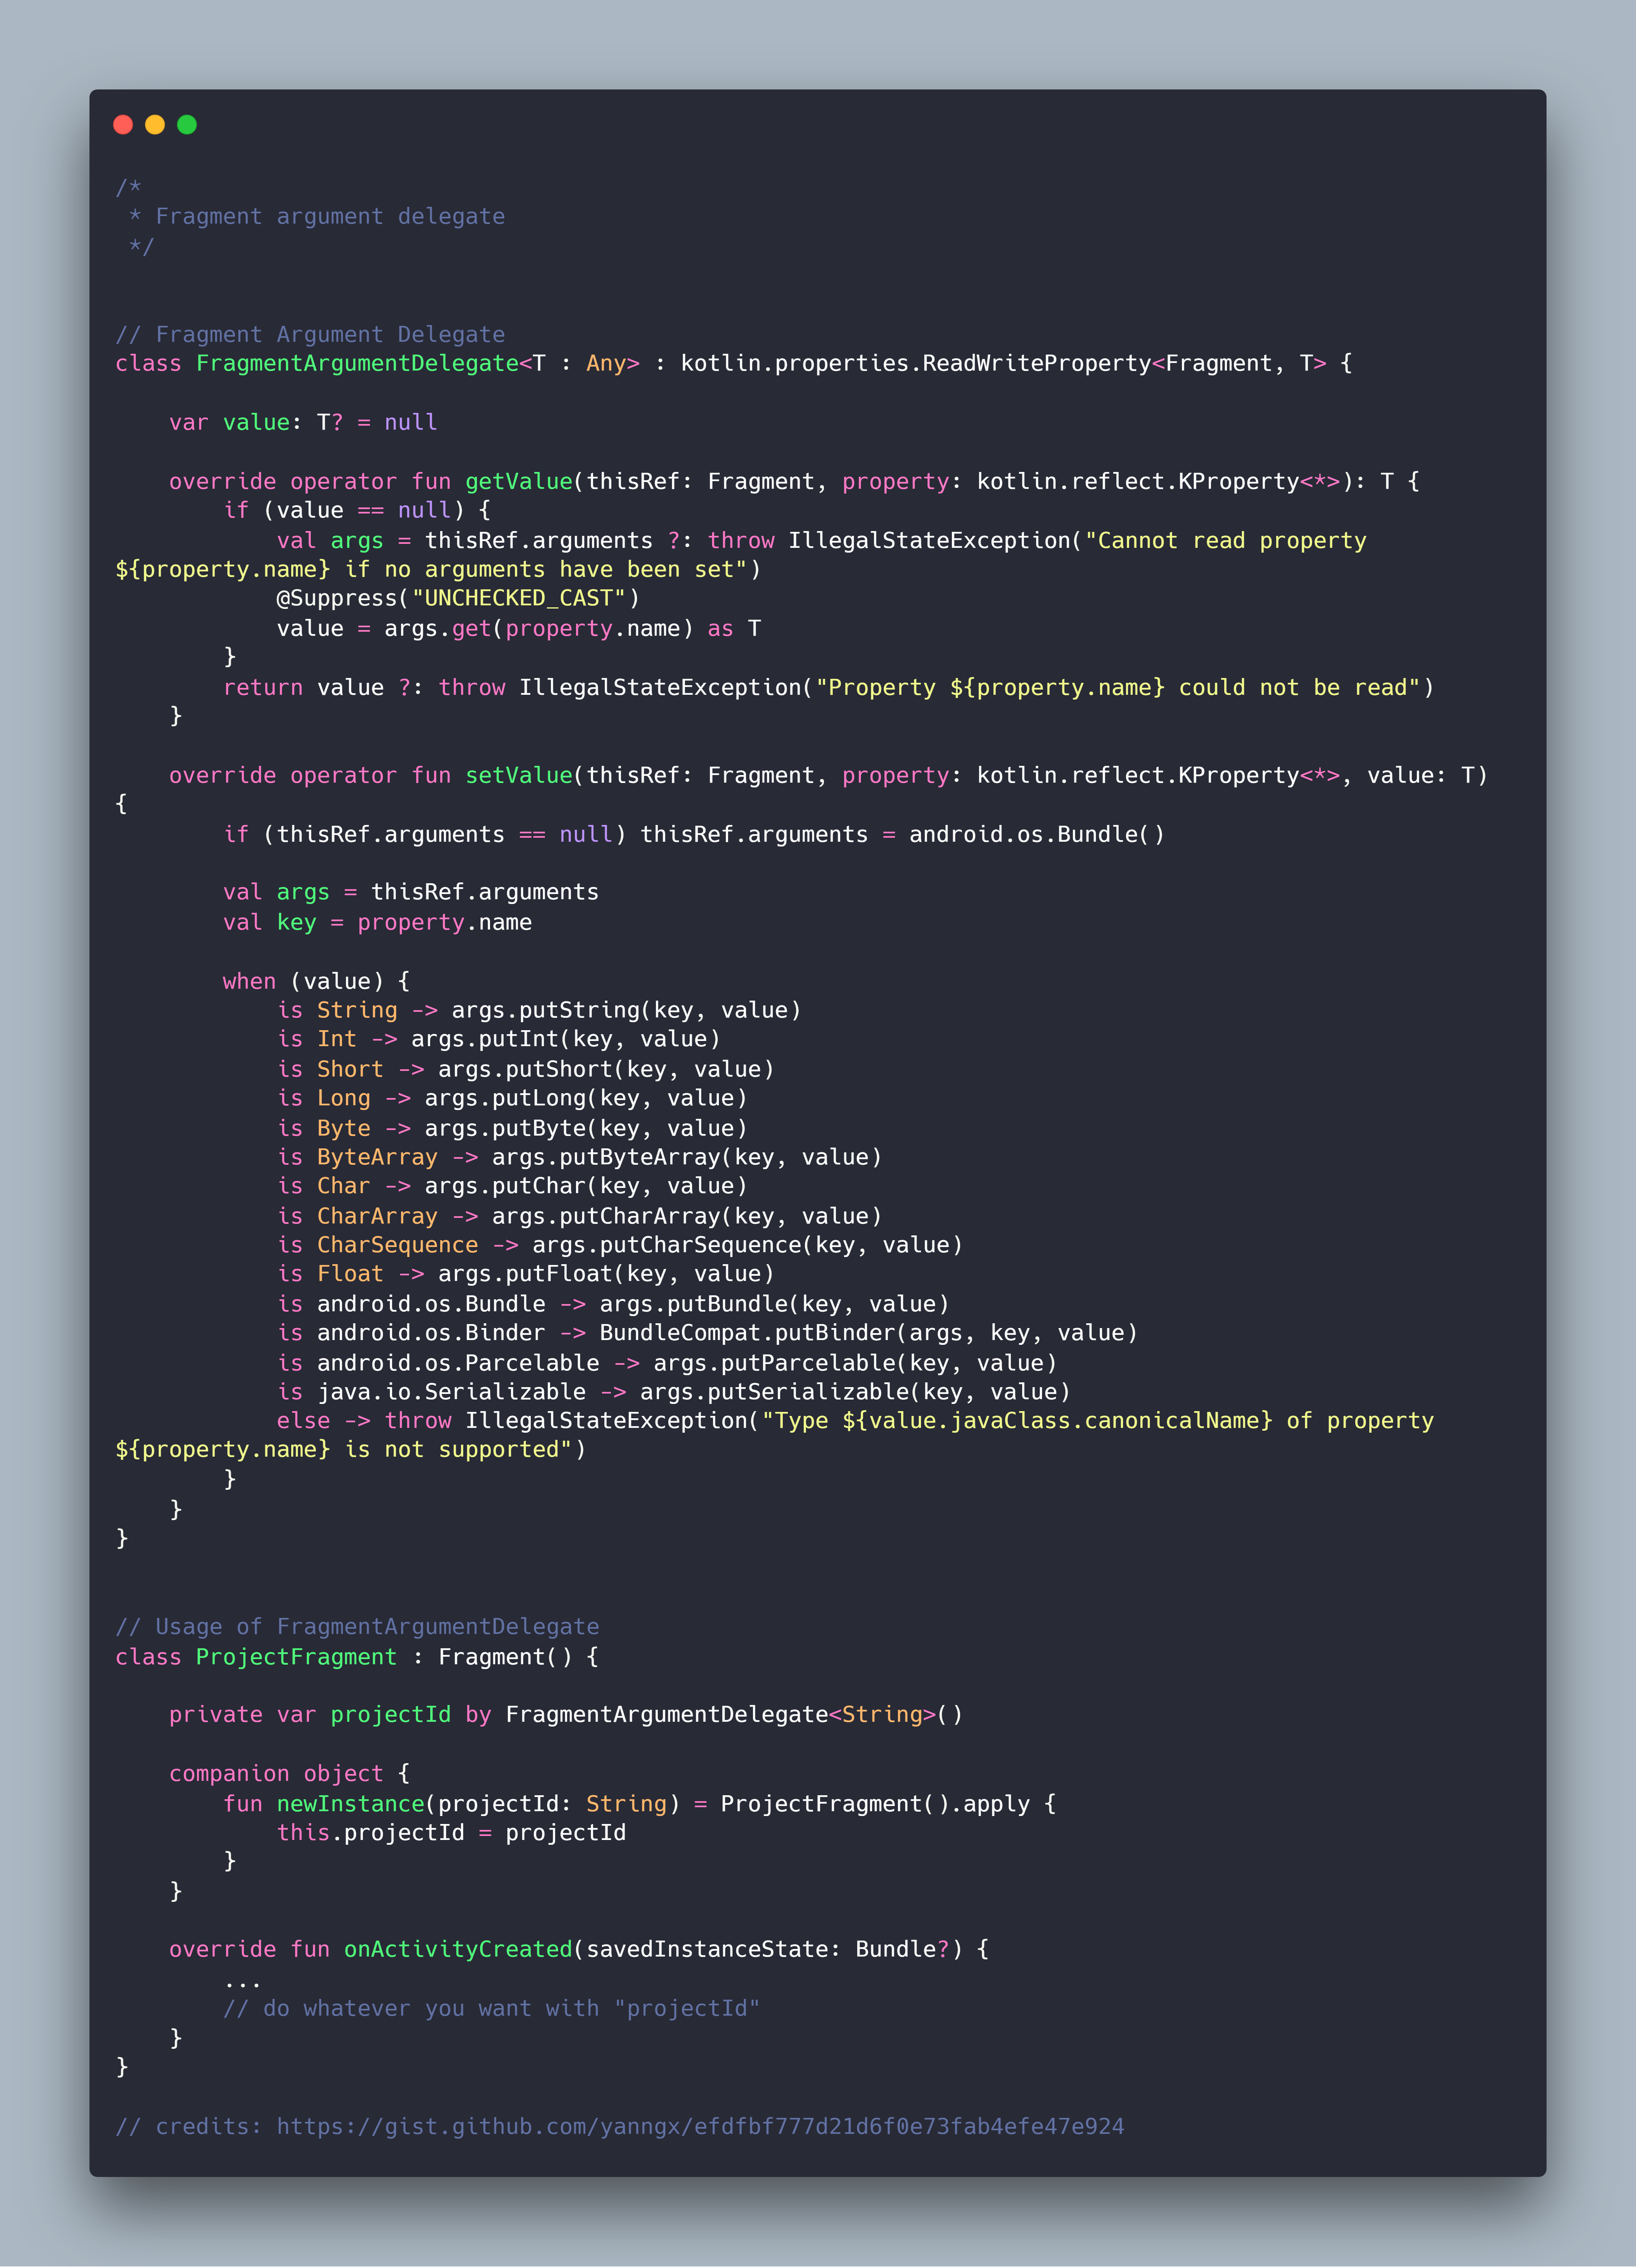 /*
 * Fragment argument delegate
 */
// Fragment Argument Delegate
class FragmentArgumentDelegate<T : Any> : kotlin.properties.ReadWriteProperty<Fragment, T> {
    var value: T? = null
    override operator fun getValue(thisRef: Fragment, property: kotlin.reflect.KProperty<*>): T {
        if (value == null) {
            val args = thisRef.arguments ?: throw IllegalStateException("Cannot read property
${property.name} if no arguments have been set")
            @Suppress("UNCHECKED_CAST")
            value = args.get(property.name) as T
        }
        return value ?: throw IllegalStateException("Property ${property.name} could not be read")
    }
    override operator fun setValue(thisRef: Fragment, property: kotlin.reflect.KProperty<*>, value: T)
{
        if (thisRef.arguments == null) thisRef.arguments = android.os.Bundle()
        val args = thisRef.arguments
        val key = property.name
        when (value) {
            is String -> args.putString(key, value)
            is Int -> args.putInt(key, value)
            is Short -> args.putShort(key, value)
            is Long -> args.putLong(key, value)
            is Byte -> args.putByte(key, value)
            is ByteArray -> args.putByteArray(key, value)
            is Char -> args.putChar(key, value)
            is CharArray -> args.putCharArray(key, value)
            is CharSequence -> args.putCharSequence(key, value)
            is Float -> args.putFloat(key, value)
            is android.os.Bundle -> args.putBundle(key, value)
            is android.os.Binder -> BundleCompat.putBinder(args, key, value)
            is android.os.Parcelable -> args.putParcelable(key, value)
            is java.io.Serializable -> args.putSerializable(key, value)
            else -> throw IllegalStateException("Type ${value.javaClass.canonicalName} of property
${property.name} is not supported")
        }
    }
}
// Usage of FragmentArgumentDelegate
class ProjectFragment : Fragment() {
    private var projectId by FragmentArgumentDelegate<String>()
    companion object {
        fun newInstance(projectId: String) = ProjectFragment().apply {
            this.projectId = projectId
        }
    }
    override fun onActivityCreated(savedInstanceState: Bundle?) {
        ...
        // do whatever you want with "projectId"
    }
}
// credits: https://gist.github.com/yanngx/efdfbf777d21d6f0e73fab4efe47e924